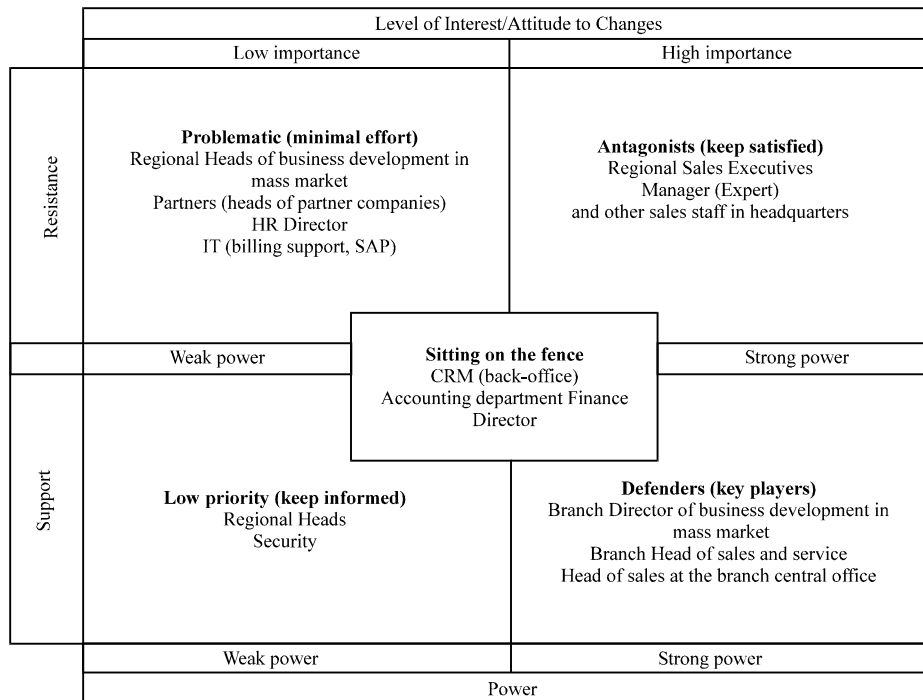 Level of Interest/Attitude to Changes
Low importance
High importance
Resistance
Problematic (minimal effort)
Regional Heads of business development in
mass market
Partners (heads of partner companies)
HR Director
IT (billing support, SAP)
Antagonists (keep satisfied)
Regional Sales Executives
Manager (Expert)
and other sales staff in headquarters
Weak power
Sitting on the fence
CRM (back-office)
Accounting department Finance
Director
Strong power
Support
Low priority (keep informed)
Regional Heads
Security
Defenders (key players)
Branch Director of business development in
mass market
Branch Head of sales and service
Head of sales at the branch central office
Weak power
Strong power
Power